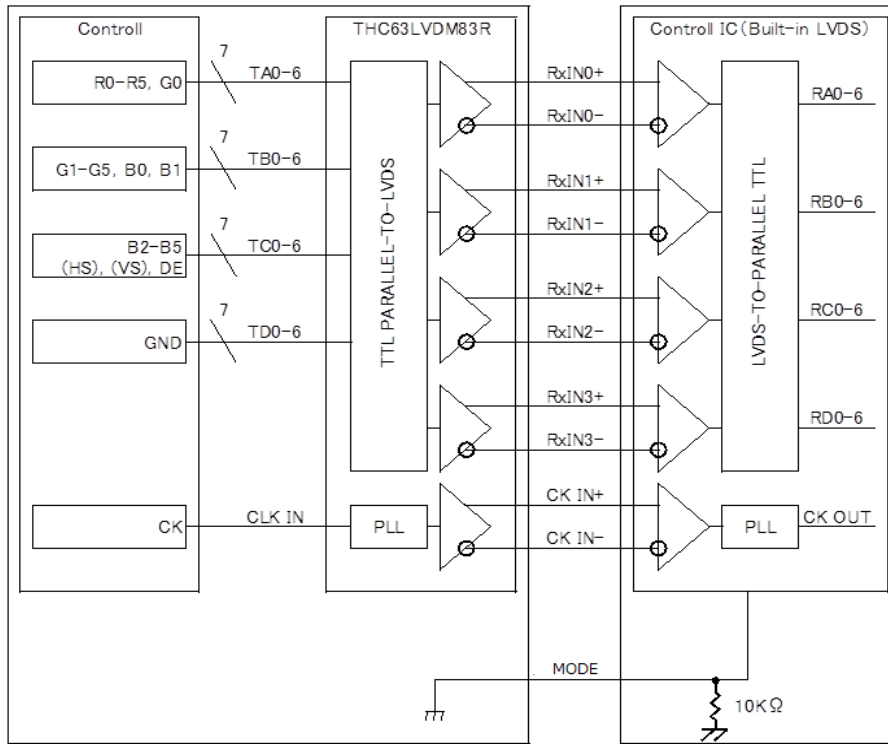 Controll
THC63LVDM83R
Controll IC(Built-in LVDS)
R0-R5, G0
7
TA0-6
RxIN0+
RxIN0-
RA0-6
G1-G5, B0, B1
7
TB0-6
RxIN1+
RxIN1-
RB0-6
B2-B5
(HS), (VS), DE
7
TC0-6
RxIN2+
RxIN2-
RC0-6
GND
7
TD0-6
RxIN3+
RxIN3-
RD0-6
TTL PARALLEL-TO-LVDS
LVDS-TO-PARALLEL TTL
CK
CLK IN
PLL
CK IN+
CK IN-
PLL
CK OUT
MODE
10KΩ